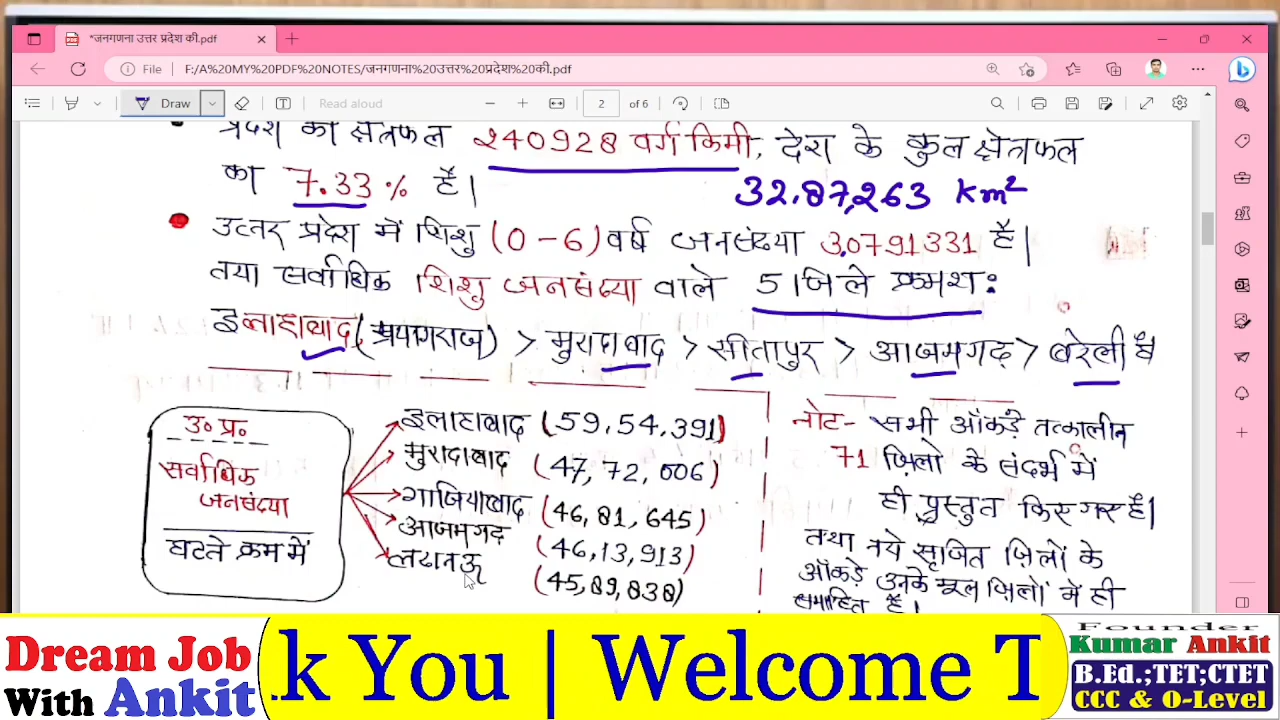 *जनगणना उत्तर प्रदेश की.pdf
File F:/A%20MY%20PDF%20NOTES/जनगणना%20उत्तर%20प्रदेश%20की.pdf
Draw Read aloud 2 of 6
प्रदेश का क्षेत्रफल 240928 वर्ग किमी, देश के कुल क्षेत्रफल
का 7.33 % है। 32,87,263 km²
उत्तर प्रदेश में शिशु (0-6) वर्ष जनसंख्या 3.0791331 है।
तथा सर्वाधिक शिशु जनसंख्या वाले 5 जिले क्रमश:
इलाहाबाद (प्रयागराज) > मुरादाबाद > सीतापुर > आजमगढ़ > बरेली है
उ० प्र०
सर्वाधिक
जनसंख्या
घटते क्रम में
इलाहाबाद (59,54,391)
मुरादाबाद (47,72,006)
गाजियाबाद (46,81,645)
आजमगढ़ (46,13,913)
लखनऊ (45,89,838)
नोट- सभी आँकड़ें तत्कालीन
71 ज़िलों के संदर्भ में
ही प्रस्तुत किए गए हैं।
तथा नये सृजित ज़िलों के
आँकड़े उनके मूल ज़िलों में ही
समाहित हैं।
Dream Job
With Ankit
k You | Welcome T
Founder
Kumar Ankit
B.Ed.;TET;CTET
CCC & O-Level